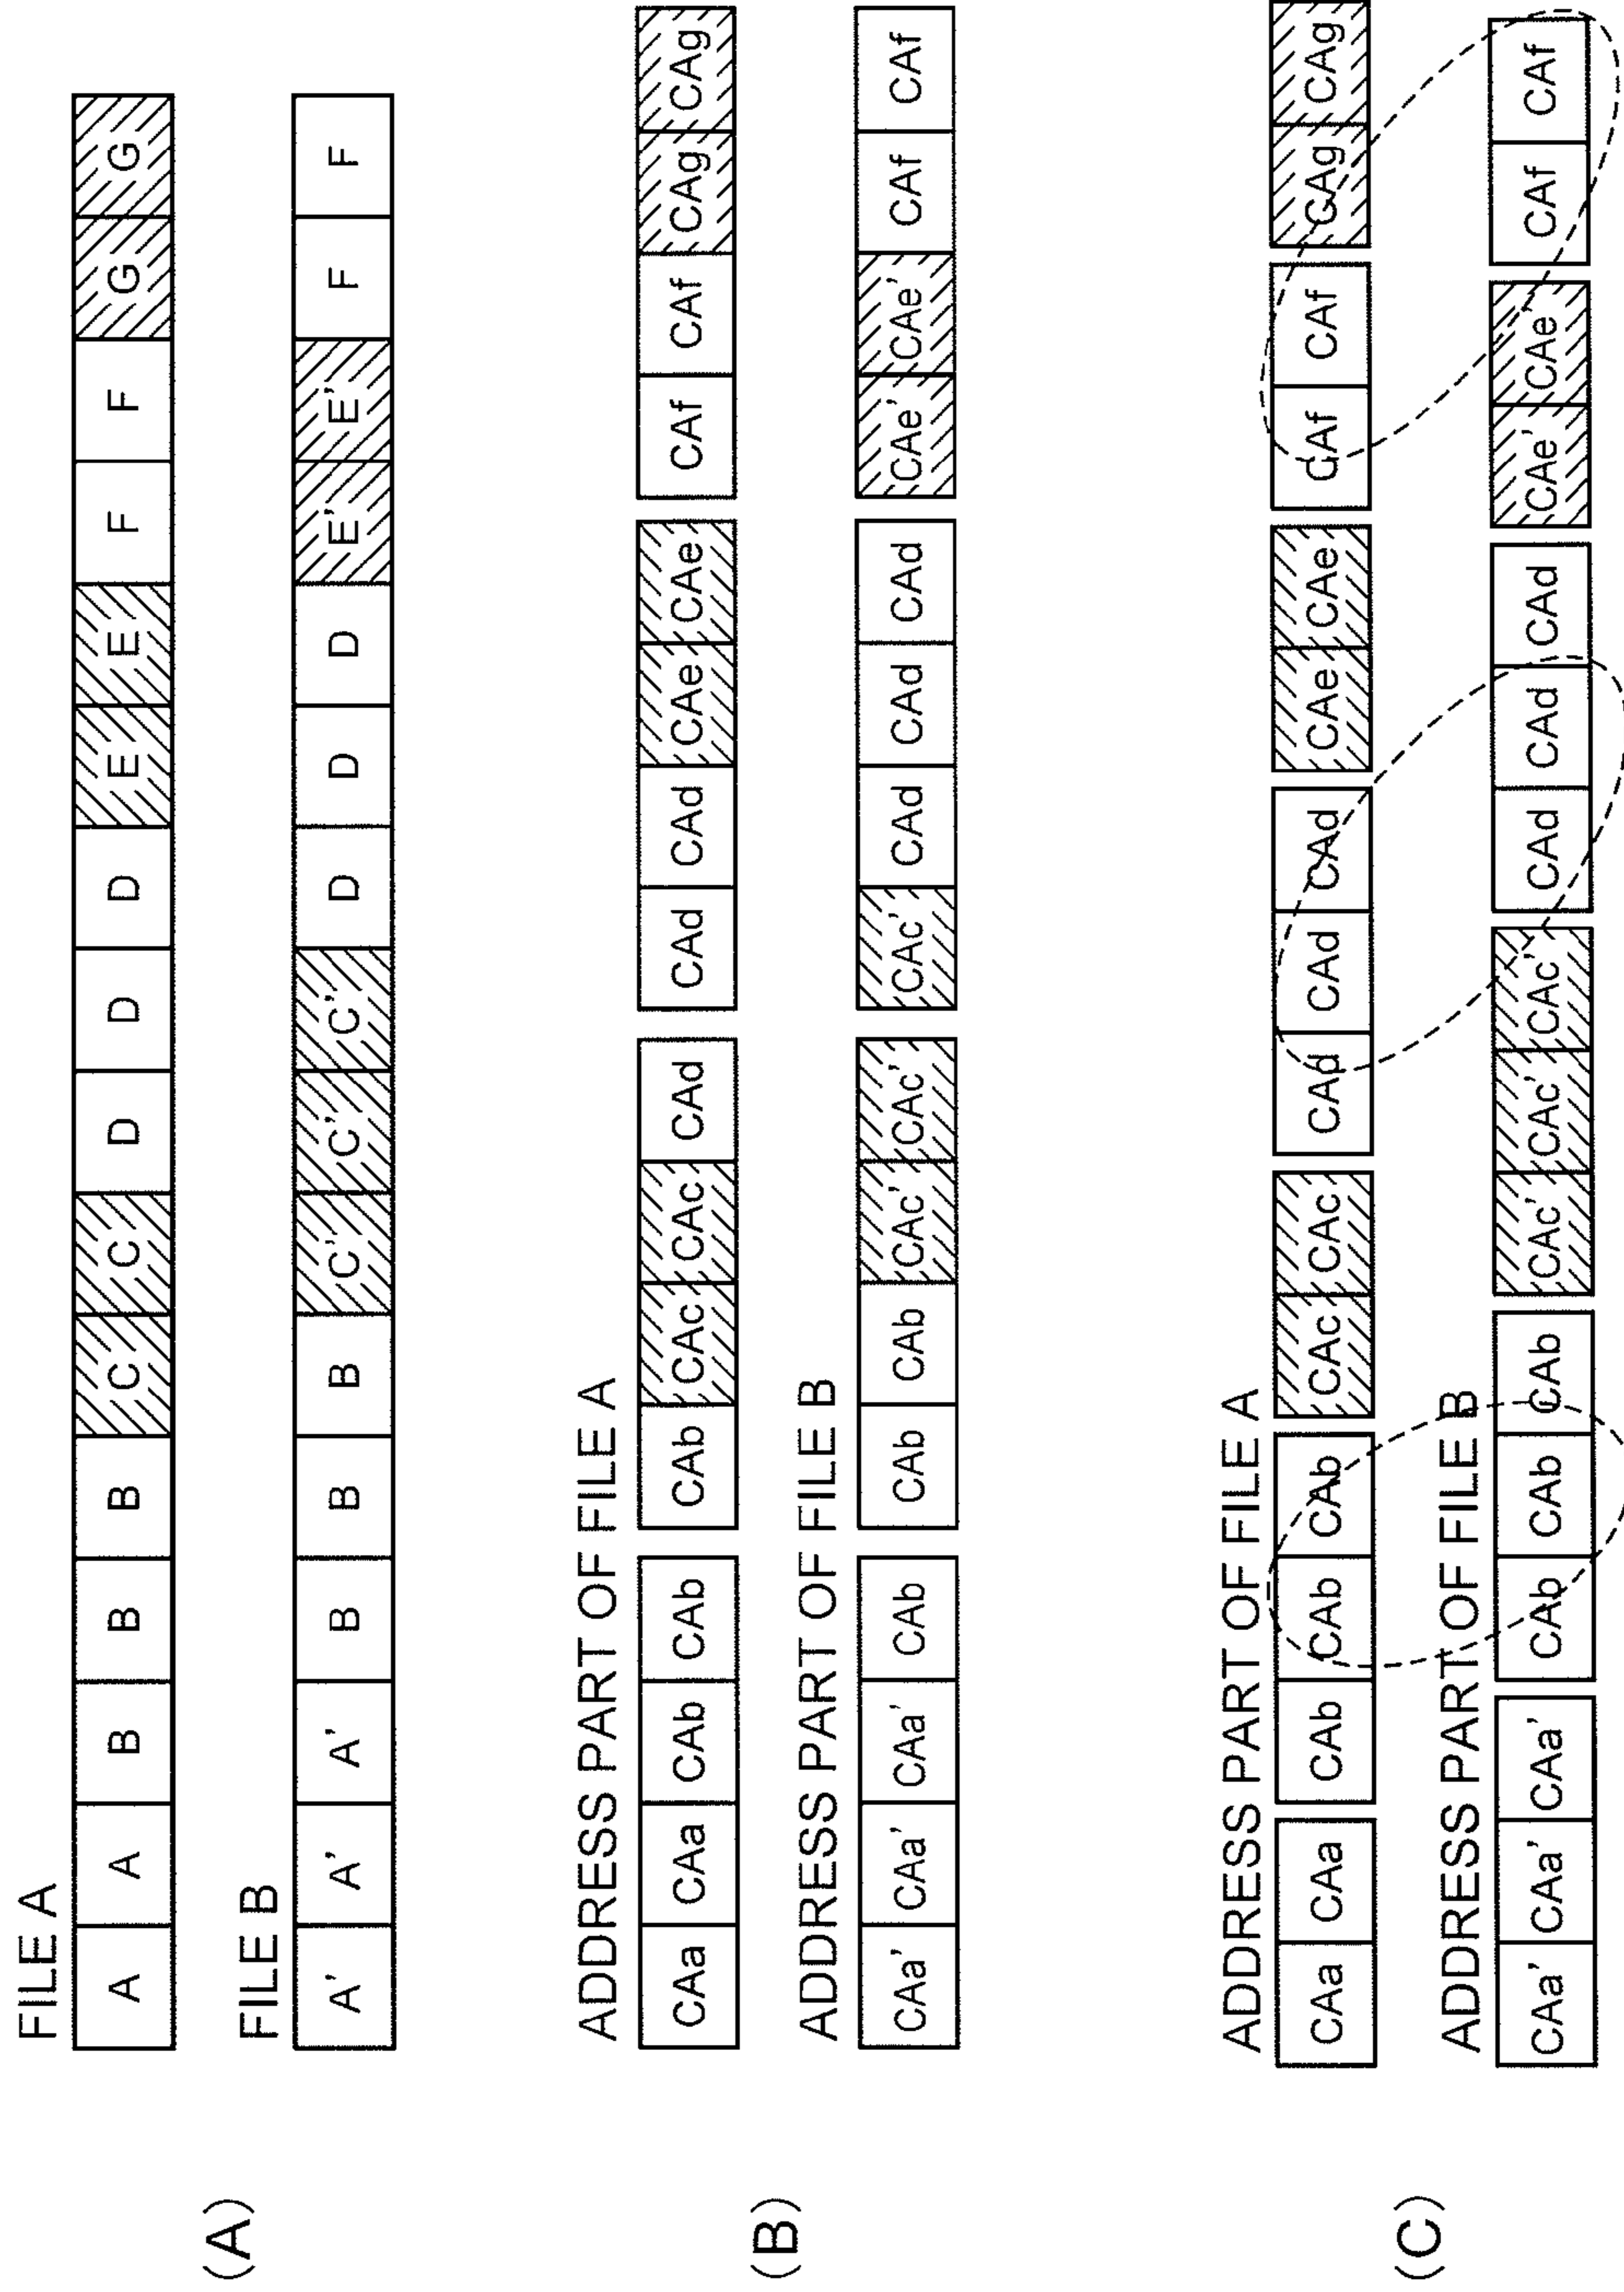 (A)
FILE A
A A B B B C C D D D E E F F G G
FILE B
A' A' A' B B B C' C' C' D D D E' E' F F
(B)
ADDRESS PART OF FILE A
CAa CAa CAb CAb CAb CAc CAc CAd CAd CAd CAe CAe CAf CAf CAg CAg
ADDRESS PART OF FILE B
CAa' CAa' CAa' CAb CAb CAb CAc' CAc' CAc' CAd CAd CAd CAe' CAe' CAf CAf
(C)
ADDRESS PART OF FILE A
CAa CAa CAb CAb CAb CAc CAc CAd CAd CAd CAe CAe CAf CAf CAg CAg
ADDRESS PART OF FILE B
CAa' CAa' CAa' CAb CAb CAb CAc' CAc' CAc' CAd CAd CAd CAe' CAe CAf CAf